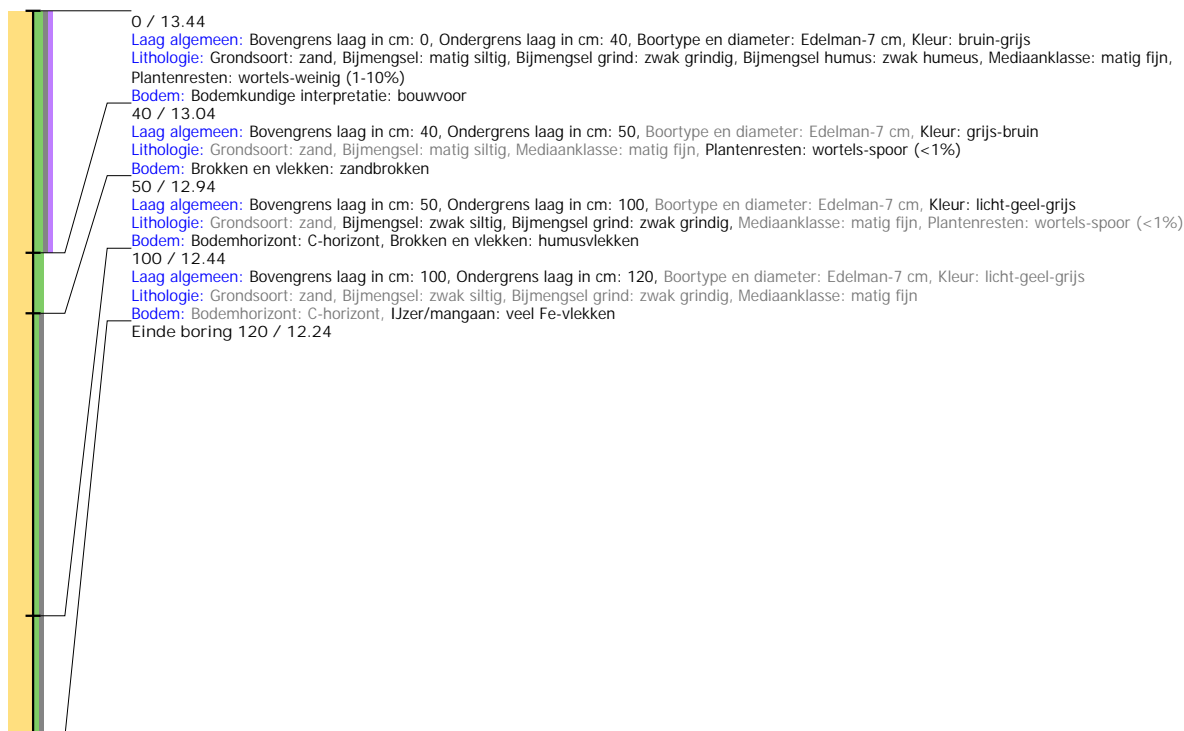 0 / 13.44
Laag algemeen: Bovengrens laag in cm: 0, Ondergrens laag in cm: 40, Boortype en diameter: Edelman-7 cm, Kleur: bruin-grijs
Lithologie: Grondsoort: zand, Bijmengsel: matig siltig, Bijmengsel grind: zwak grindig, Bijmengsel humus: zwak humeus, Mediaanklasse: matig fijn,
Plantenresten: wortels-weinig (1-10%)
Bodem: Bodemkundige interpretatie: bouwvoor
40 / 13.04
Laag algemeen: Bovengrens laag in cm: 40, Ondergrens laag in cm: 50, Boortype en diameter: Edelman-7 cm, Kleur: grijs-bruin
Lithologie: Grondsoort: zand, Bijmengsel: matig siltig, Mediaanklasse: matig fijn, Plantenresten: wortels-spoor (<1%)
Bodem: Brokken en vlekken: zandbrokken
50 / 12.94
Laag algemeen: Bovengrens laag in cm: 50, Ondergrens laag in cm: 100, Boortype en diameter: Edelman-7 cm, Kleur: licht-geel-grijs
Lithologie: Grondsoort: zand, Bijmengsel: zwak siltig, Bijmengsel grind: zwak grindig, Mediaanklasse: matig fijn, Plantenresten: wortels-spoor (<1%)
Bodem: Bodemhorizont: C-horizont, Brokken en vlekken: humusvlekken
100 / 12.44
Laag algemeen: Bovengrens laag in cm: 100, Ondergrens laag in cm: 120, Boortype en diameter: Edelman-7 cm, Kleur: licht-geel-grijs
Lithologie: Grondsoort: zand, Bijmengsel: zwak siltig, Bijmengsel grind: zwak grindig, Mediaanklasse: matig fijn
Bodem: Bodemhorizont: C-horizont, IJzer/mangaan: veel Fe-vlekken
Einde boring 120 / 12.24